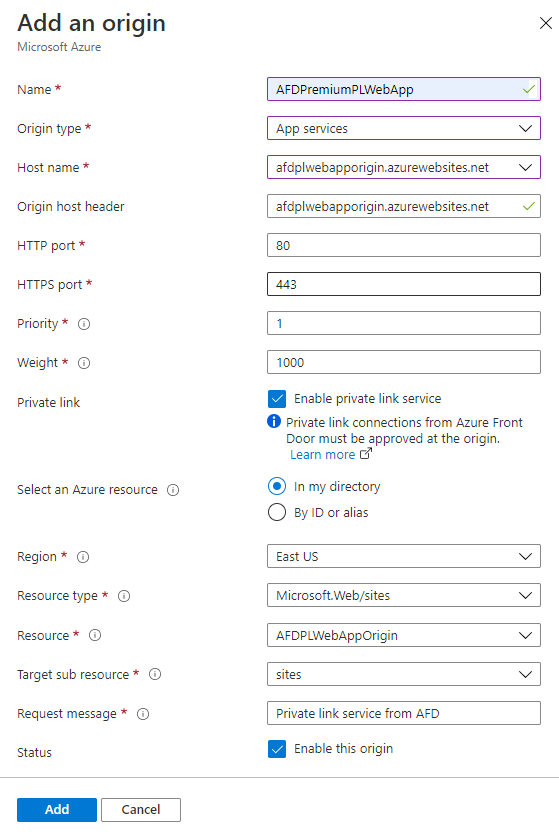 Add an origin
Microsoft Azure
Name * AFDPremiumPLWebApp
Origin type * App services
Host name * afdplwebapporigin.azurewebsites.net
Origin host header afdplwebapporigin.azurewebsites.net
HTTP port * 80
HTTPS port * 443
Priority * 1
Weight * 1000
Private link Enable private link service
Private link connections from Azure Front
Door must be approved at the origin.
Learn more
Select an Azure resource In my directory
By ID or alias
Region * East US
Resource type * Microsoft.Web/sites
Resource * AFDPLWebAppOrigin
Target sub resource * sites
Request message * Private link service from AFD
Status Enable this origin
Add Cancel